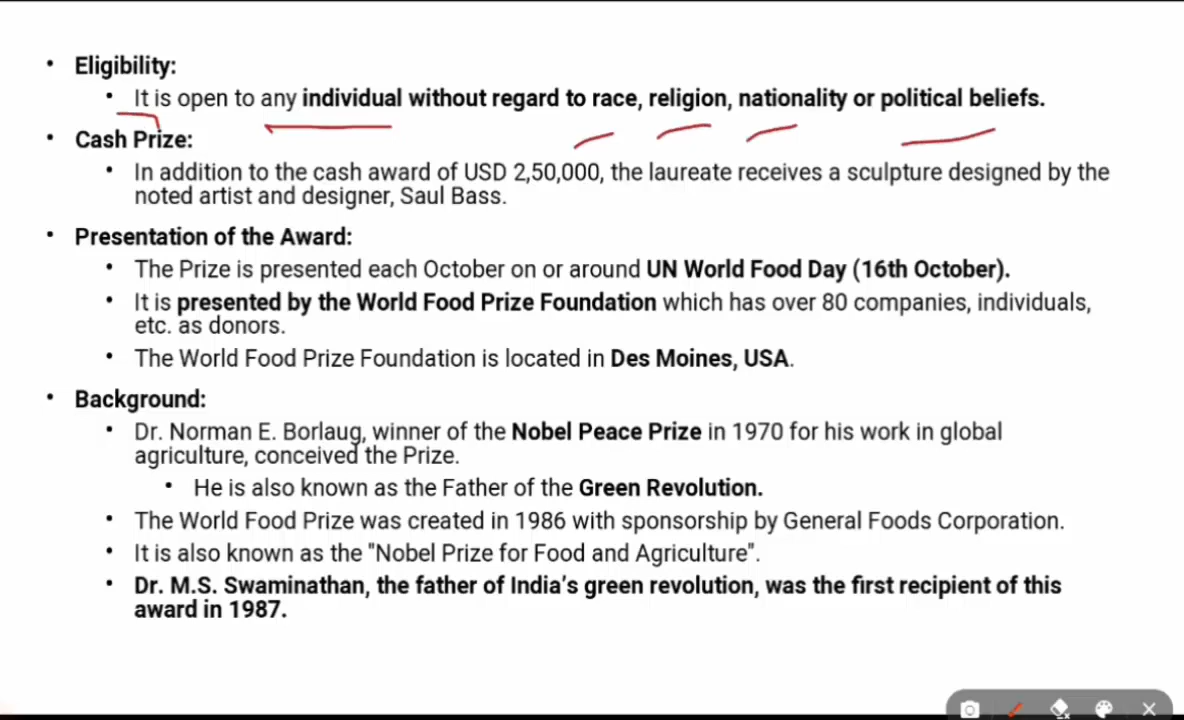 • Eligibility:
• It is open to any individual without regard to race, religion, nationality or political beliefs.
• Cash Prize:
• In addition to the cash award of USD 2,50,000, the laureate receives a sculpture designed by the
noted artist and designer, Saul Bass.
• Presentation of the Award:
• The Prize is presented each October on or around UN World Food Day (16th October).
• It is presented by the World Food Prize Foundation which has over 80 companies, individuals,
etc. as donors.
• The World Food Prize Foundation is located in Des Moines, USA.
• Background:
• Dr. Norman E. Borlaug, winner of the Nobel Peace Prize in 1970 for his work in global
agriculture, conceived the Prize.
• He is also known as the Father of the Green Revolution.
• The World Food Prize was created in 1986 with sponsorship by General Foods Corporation.
• It is also known as the "Nobel Prize for Food and Agriculture".
• Dr. M.S. Swaminathan, the father of India’s green revolution, was the first recipient of this
award in 1987.